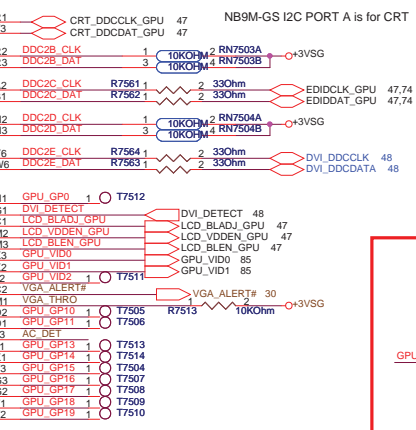 CRT_DDCCLK_GPU 47 NB9M-GS I2C PORT A is for CRT
CRT_DDCDAT_GPU 47
DDC2B_CLK 1 10KOHM 2 RN7503A
DDC2B_DAT 3 10KOHM 4 RN7503B +3VSG
DDC2C_CLK R7561 1 2 33Ohm EDIDCLK_GPU 47,74
DDC2C_DAT R7562 1 2 33Ohm EDIDDAT_GPU 47,74
DDC2D_CLK 1 10KOHM 2 RN7504A
DDC2D_DAT 3 10KOHM 4 RN7504B +3VSG
DDC2E_CLK R7564 1 2 33Ohm DVI_DDCCLK 48
DDC2E_DAT R7563 1 2 33Ohm DVI_DDCDATA 48
GPU_GP0 1 T7512
DVI_DETECT DVI_DETECT 48
LCD_BLADJ_GPU LCD_BLADJ_GPU 47
LCD_VDDEN_GPU LCD_VDDEN_GPU 47
LCD_BLEN_GPU LCD_BLEN_GPU 47
GPU_VID0 GPU_VID0 85
GPU_VID1 GPU_VID1 85
GPU_VID2 1 T7511
VGA_ALERT# VGA_ALERT# 30
VGA_THRO 1 2 +3VSG
GPU_GP10 1 T7505 R7513 10KOhm
GPU_GP11 1 T7506
AC_DET
GPU_GP13 1 T7513
GPU_GP14 1 T7514
GPU_GP15 1 T7504
GPU_GP16 1 T7507
GPU_GP17 1 T7508
GPU_GP18 1 T7509
GPU_GP19 1 T7510
GPU